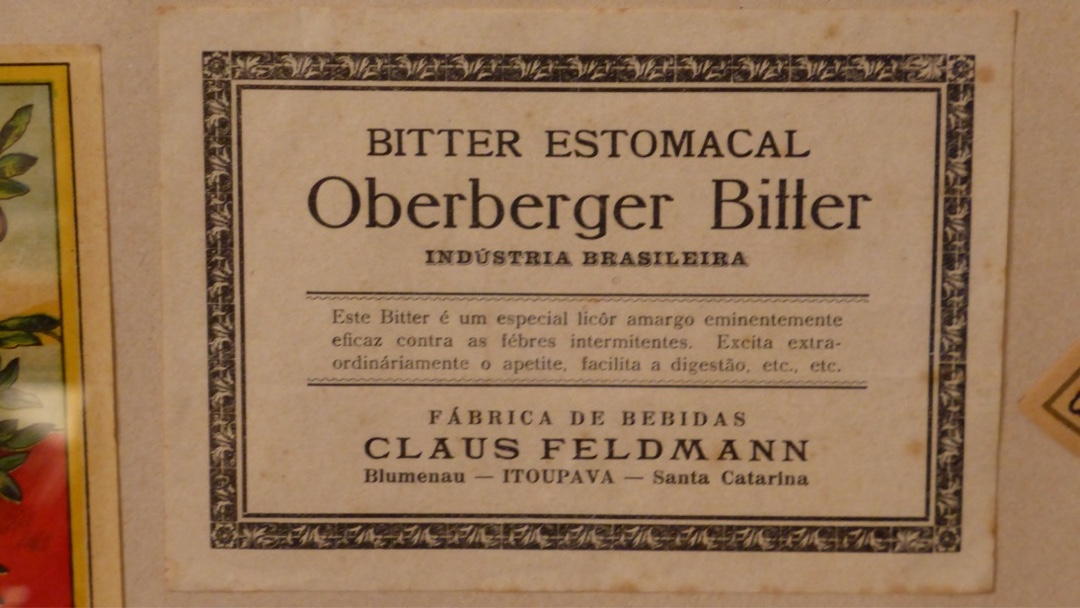 BITTER ESTOMACAL
Oberberger Bitter
INDÚSTRIA BRASILEIRA
Este Bitter é um especial licôr amargo eminentemente
eficaz contra as fébres intermitentes. Excita extra-
ordináriamente o apetite, facilita a digestão, etc., etc.
FÁBRICA DE BEBIDAS
CLAUS FELDMANN
Blumenau — ITOUPAVA — Santa Catarina